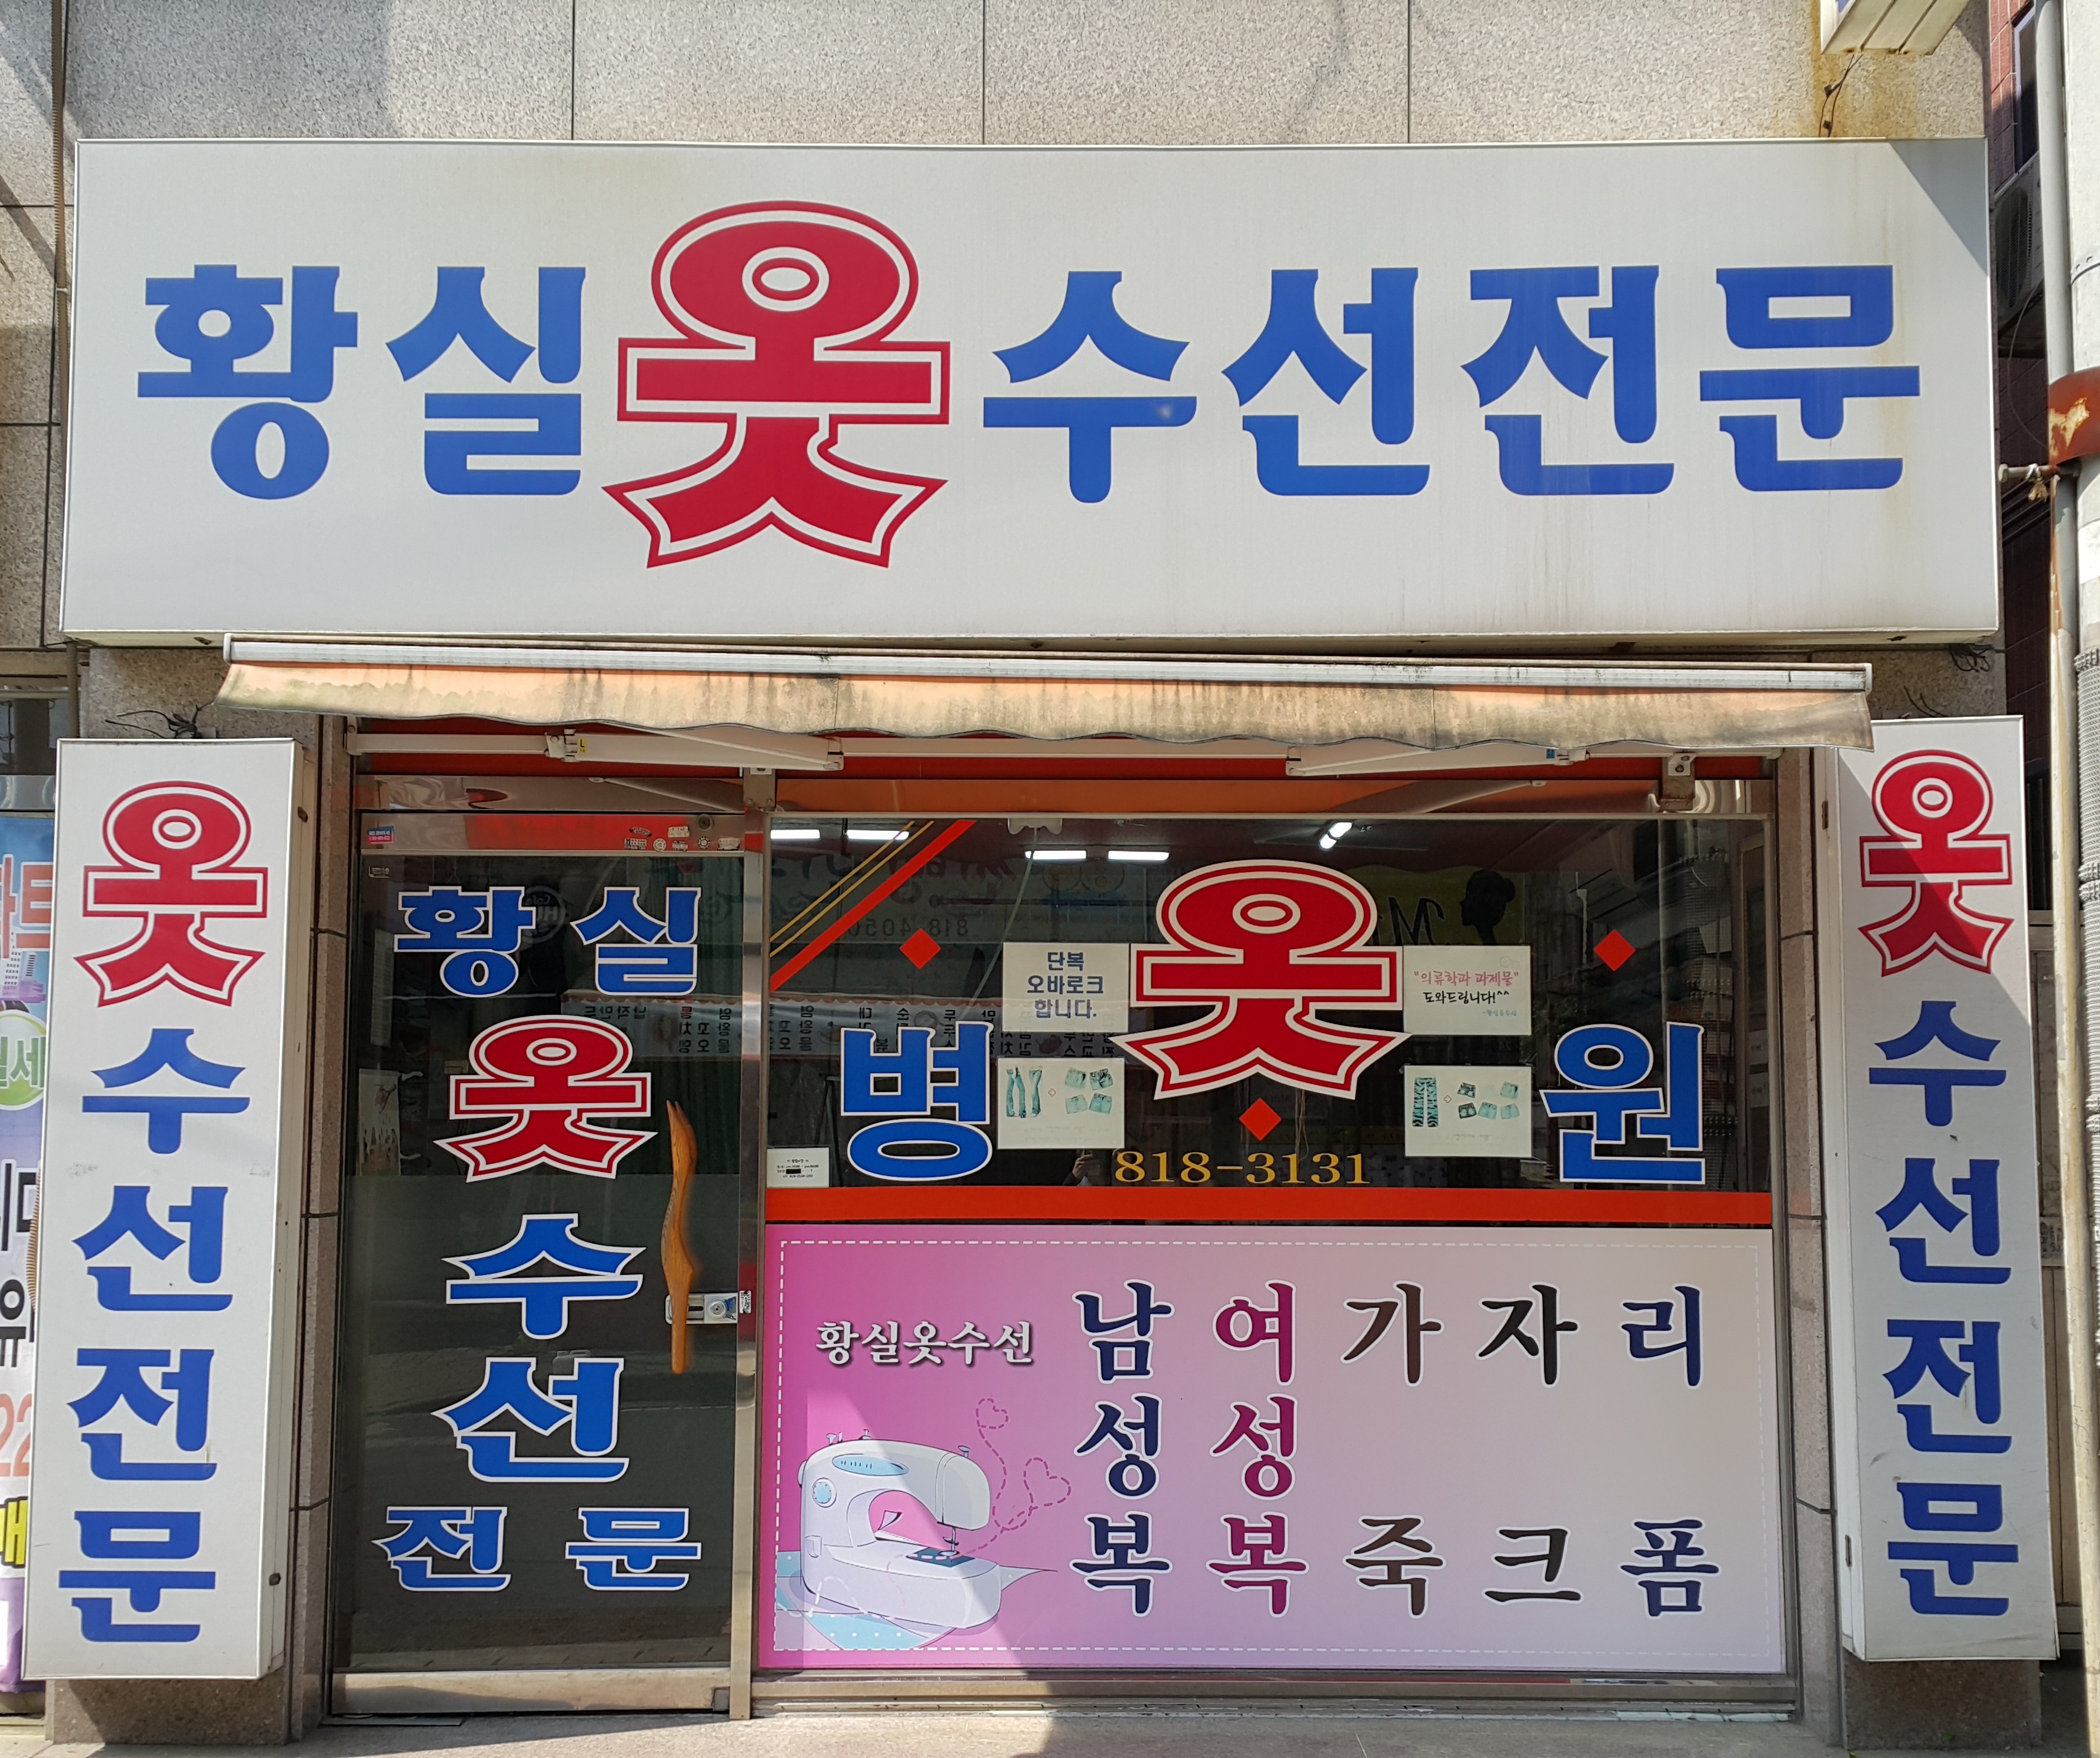 황실옷수선전문
옷수선전문
황실
옷
수
선
전문
단복
오바로크
합니다.
"의류학과 과제물"
도와드립니다!^^
병옷원
818-3131
황실옷수선
남성복
여성복
가죽
자크
리폼
옷수선전문